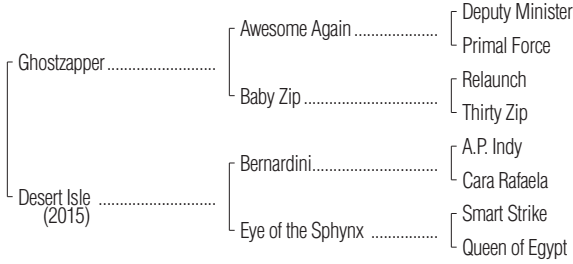 Deputy Minister
Awesome Again
Primal Force
Ghostzapper
Relaunch
Baby Zip
Thirty Zip
A.P. Indy
Bernardini
Cara Rafaela
Desert Isle
(2015)
Smart Strike
Eye of the Sphynx
Queen of Egypt